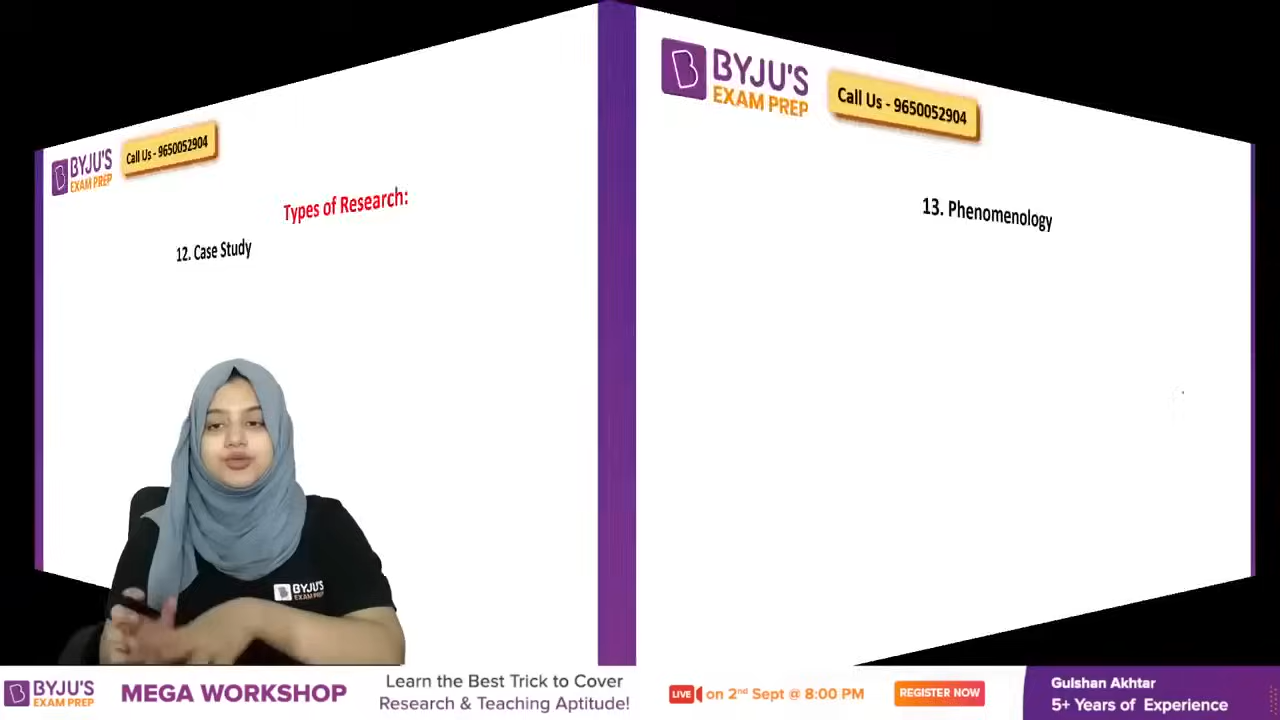 BYJU'S
EXAM PREP
Call Us - 9650052904
Types of Research:
12. Case Study
BYJU'S
EXAM PREP
Call Us - 9650052904
13. Phenomenology
BYJU'S
EXAM PREP
BYJU'S
EXAM PREP
MEGA WORKSHOP
Learn the Best Trick to Cover
Research & Teaching Aptitude!
LIVE on 2nd Sept @ 8:00 PM
REGISTER NOW
Gulshan Akhtar
5+ Years of Experience